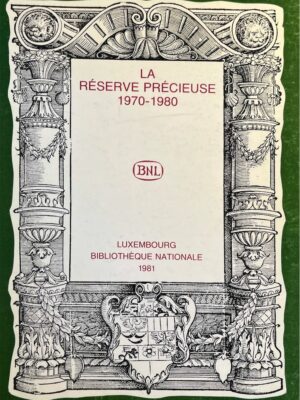 LA
RÉSERVE PRÉCIEUSE
1970-1980
BNL
LUXEMBOURG
BIBLIOTHÈQUE NATIONALE
1981